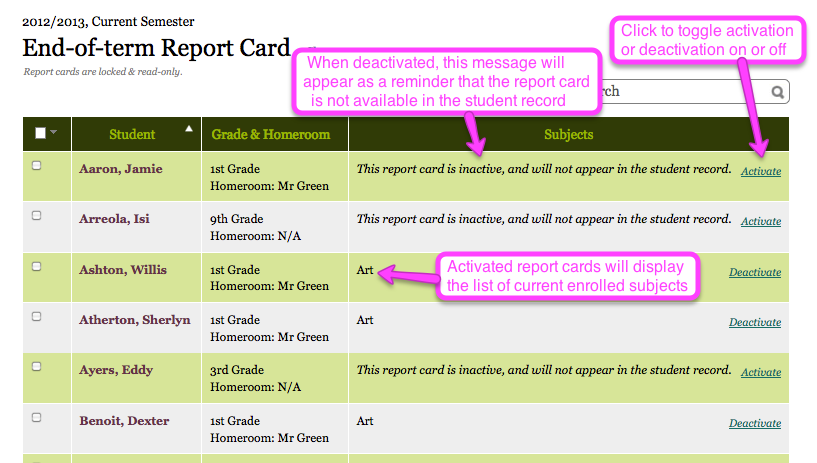 2012/2013, Current Semester
End-of-term Report Card
Report cards are locked & read-only.
When deactivated, this message will
appear as a reminder that the report card
is not available in the student record
Click to toggle activation
or deactivation on or off
Student
Grade & Homeroom
Subjects
Aaron, Jamie
1st Grade
Homeroom: Mr Green
This report card is inactive, and will not appear in the student record.
Activate
Arreola, Isi
9th Grade
Homeroom: N/A
This report card is inactive, and will not appear in the student record.
Activate
Ashton, Willis
1st Grade
Homeroom: Mr Green
Art
Activated report cards will display
the list of current enrolled subjects
Deactivate
Atherton, Sherlyn
1st Grade
Homeroom: Mr Green
Art
Deactivate
Ayers, Eddy
3rd Grade
Homeroom: N/A
This report card is inactive, and will not appear in the student record.
Activate
Benoit, Dexter
1st Grade
Homeroom: Mr Green
Art
Deactivate